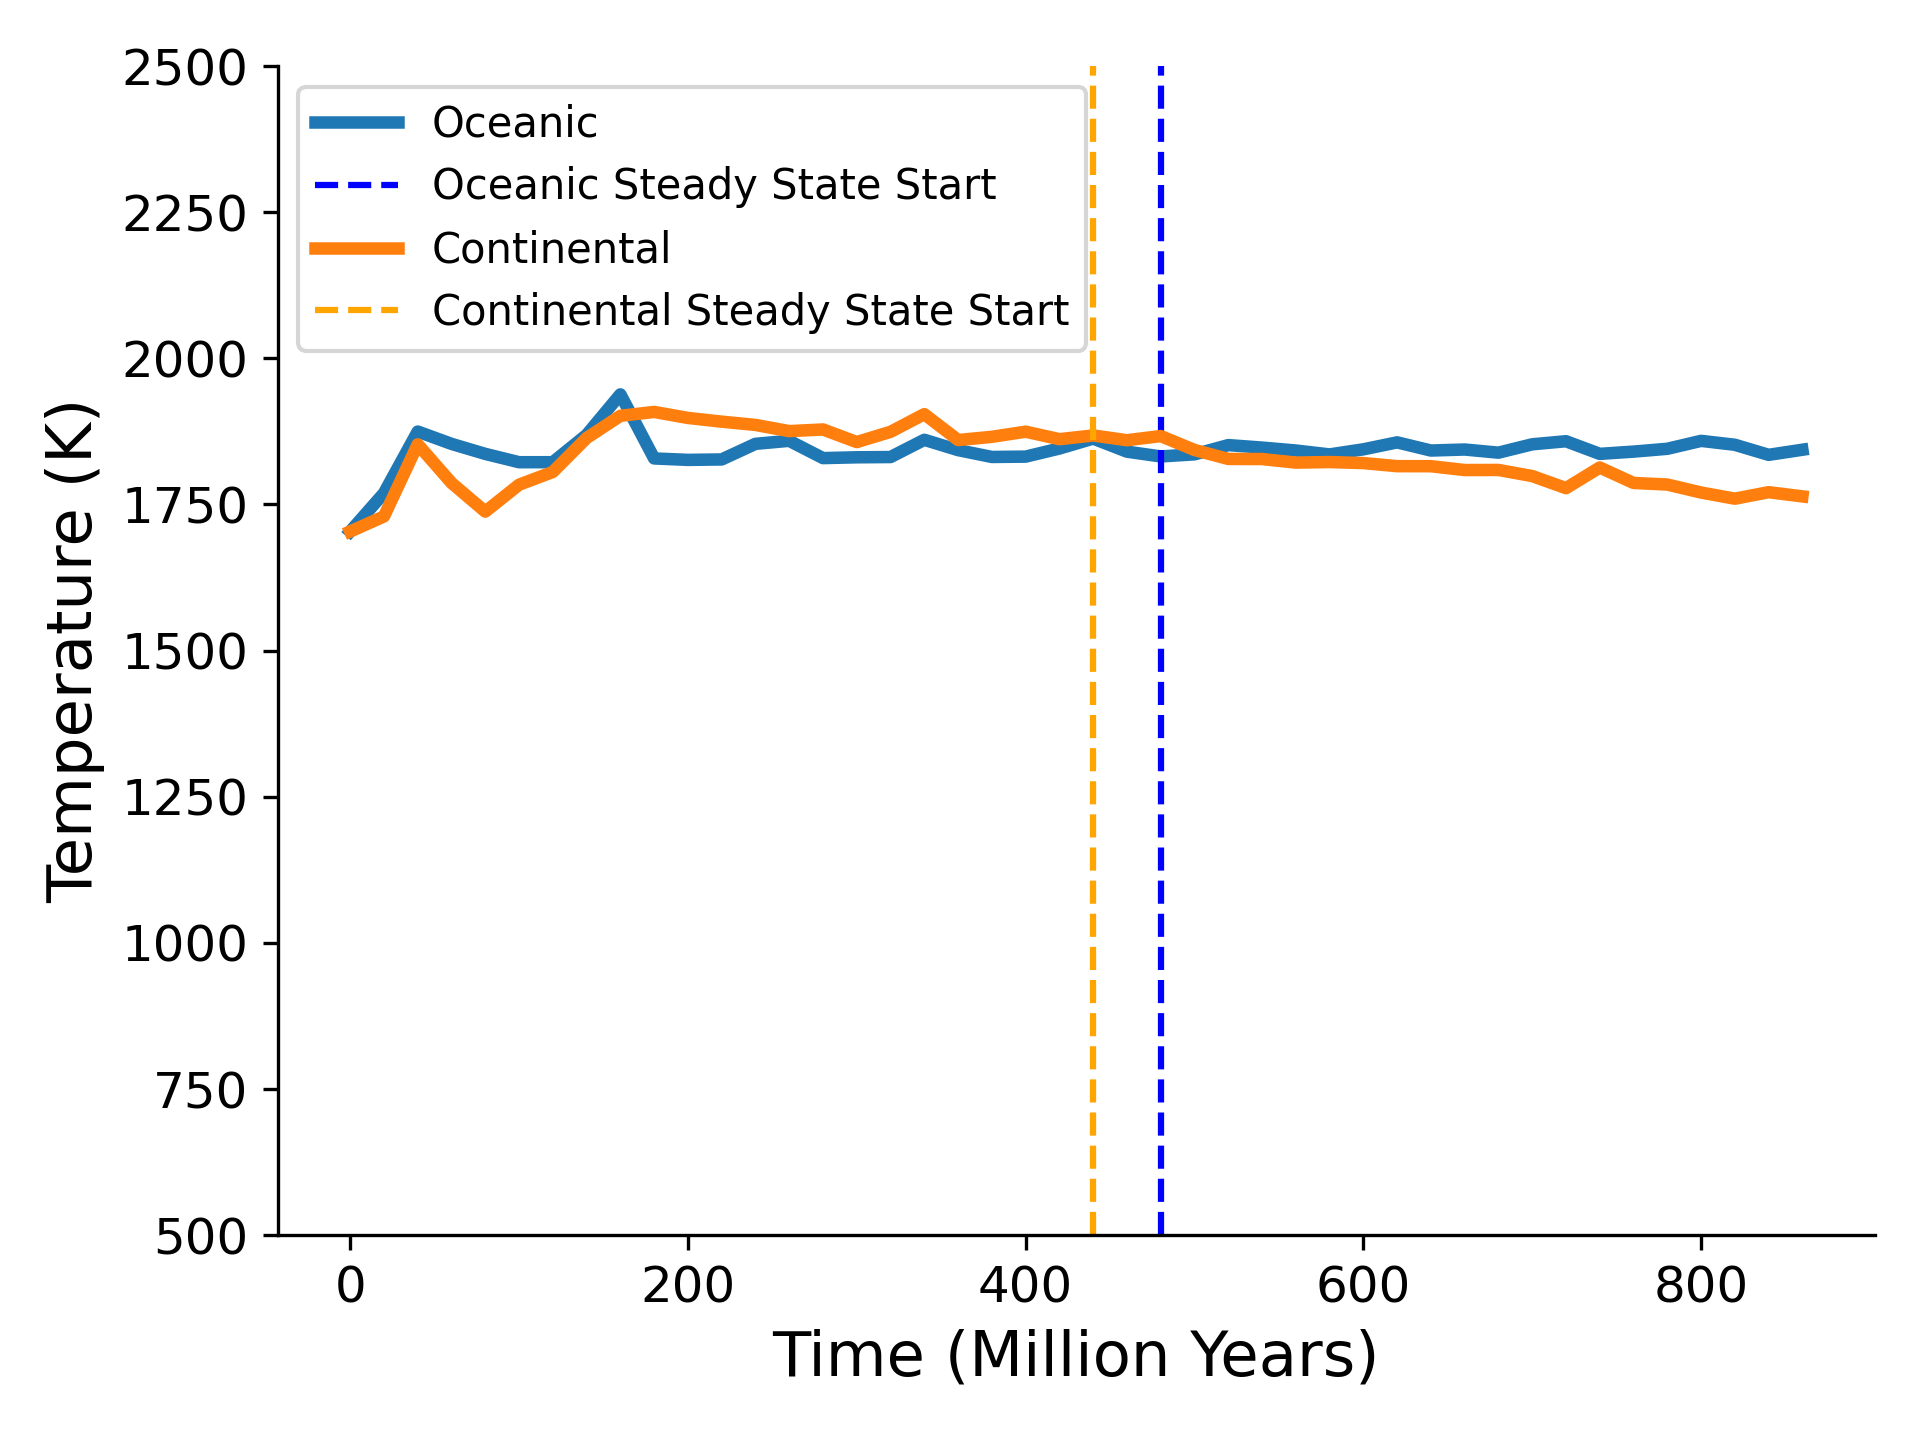 2500
2250
2000
1750
1500
1250
1000
750
500
Temperature (K)
Oceanic
Oceanic Steady State Start
Continental
Continental Steady State Start
0 200 400 600 800
Time (Million Years)